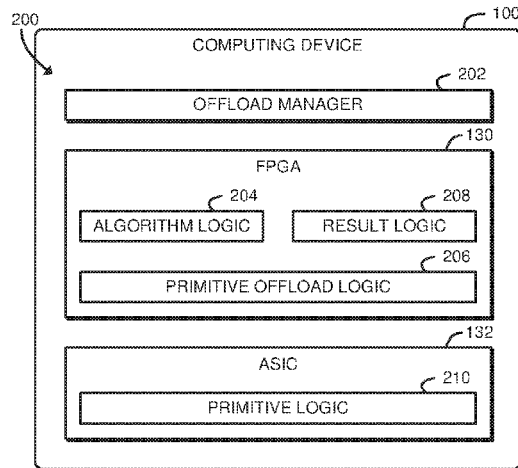 200
100
COMPUTING DEVICE
202
OFFLOAD MANAGER
130
FPGA
204
208
ALGORITHM LOGIC
RESULT LOGIC
206
PRIMITIVE OFFLOAD LOGIC
132
ASIC
210
PRIMITIVE LOGIC